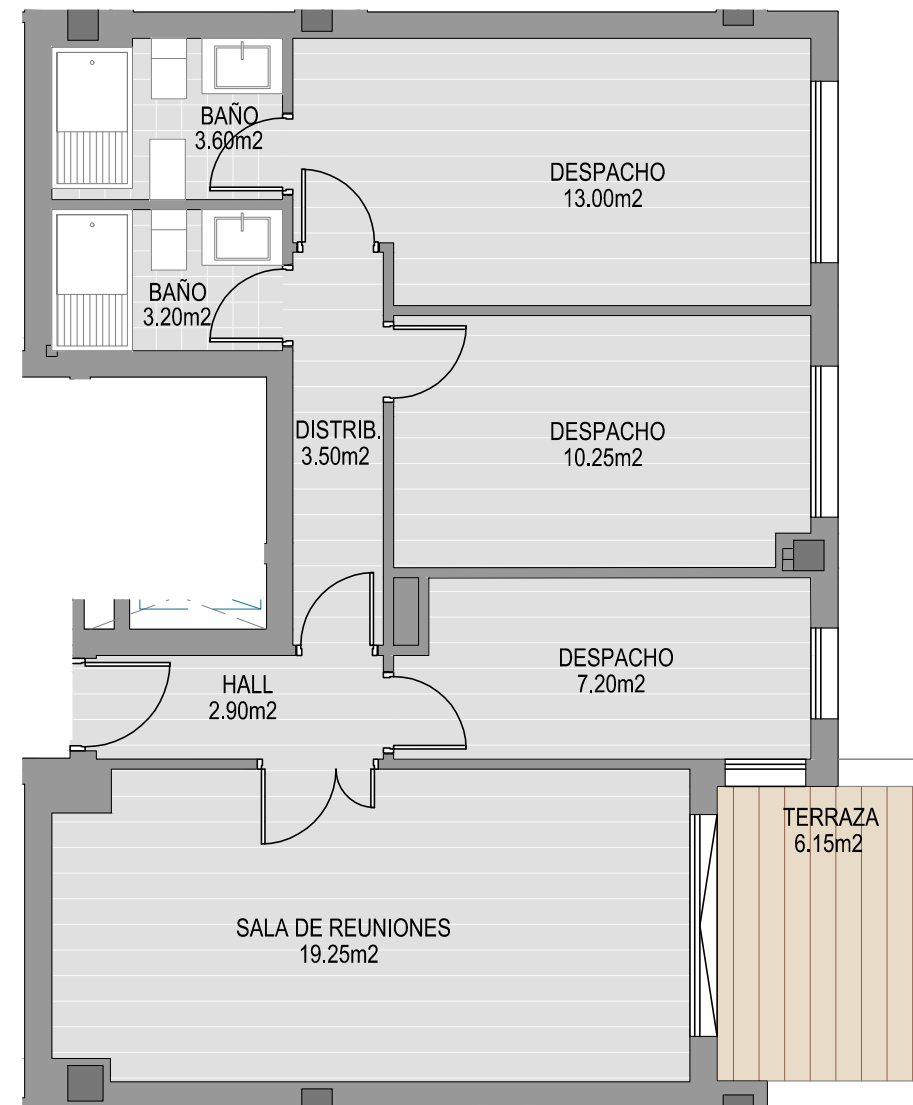 BAÑO
3.60m2
DESPACHO
13.00m2
BAÑO
3.20m2
DISTRIB.
3.50m2
DESPACHO
10.25m2
DESPACHO
7.20m2
HALL
2.90m2
TERRAZA
6.15m2
SALA DE REUNIONES
19.25m2